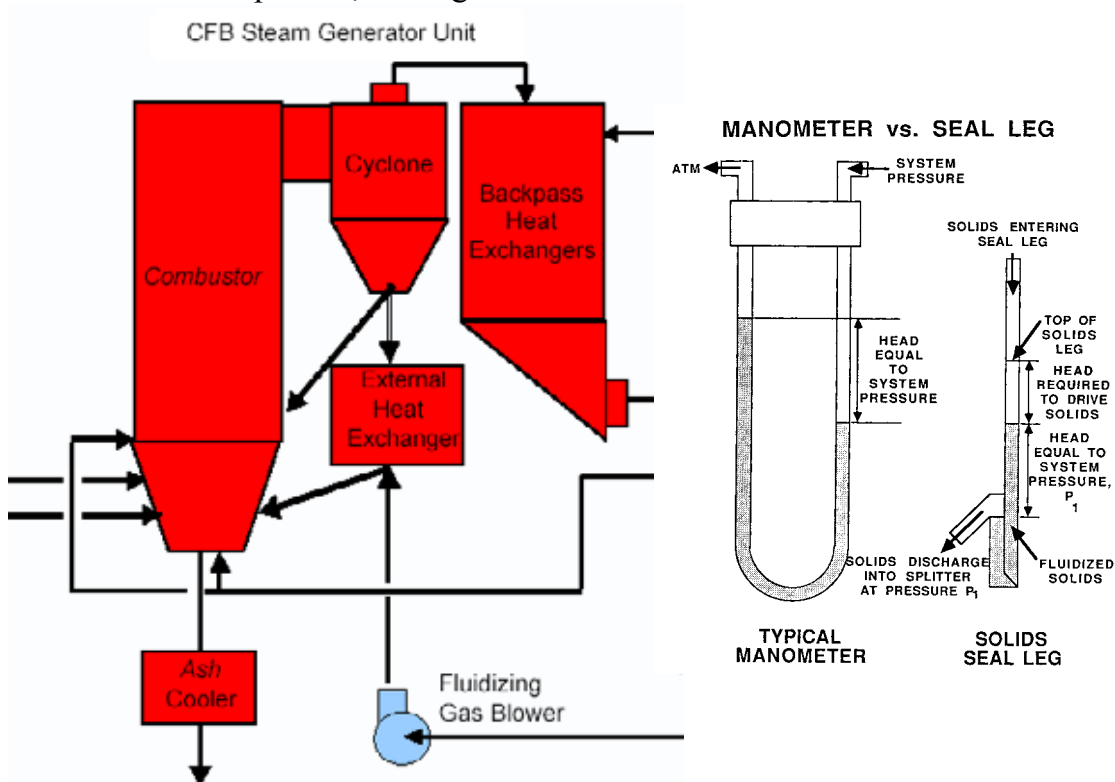 CFB Steam Generator Unit
Cyclone
Combustor
Backpass
Heat
Exchangers
External
Heat
Exchanger
Ash
Cooler
Fluidizing
Gas Blower
MANOMETER vs. SEAL LEG
ATM
SYSTEM
PRESSURE
HEAD
EQUAL
TO
SYSTEM
PRESSURE
SOLIDS ENTERING
SEAL LEG
TOP OF
SOLIDS
LEG
HEAD
REQUIRED
TO DRIVE
SOLIDS
HEAD
EQUAL TO
SYSTEM
PRESSURE,
P1
SOLIDS DISCHARGE
INTO SPLITTER
AT PRESSURE P1
FLUIDIZED
SOLIDS
TYPICAL
MANOMETER
SOLIDS
SEAL LEG